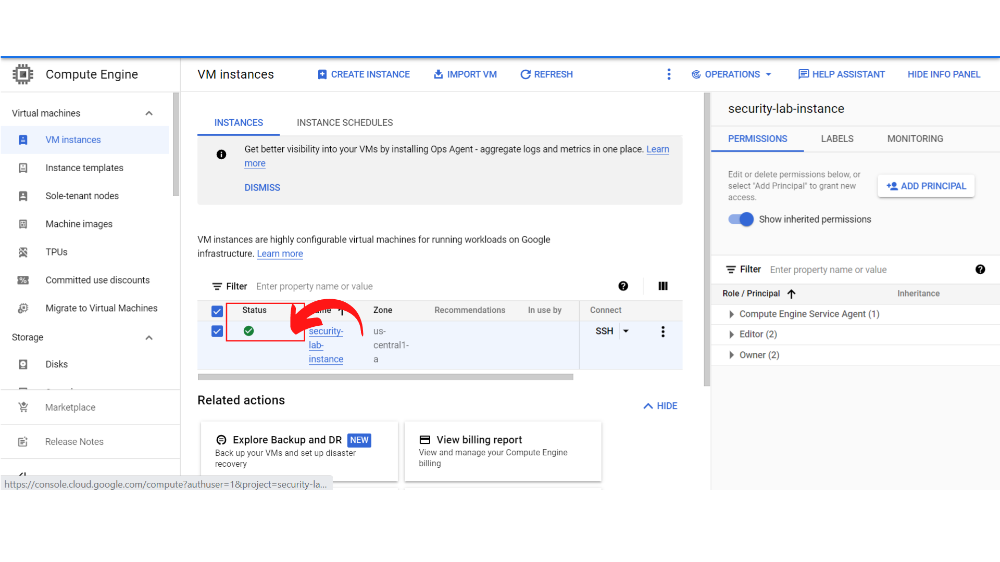 Compute Engine
VM instances
CREATE INSTANCE
IMPORT VM
REFRESH
OPERATIONS
HELP ASSISTANT
HIDE INFO PANEL
Virtual machines
VM instances
Instance templates
Sole-tenant nodes
Machine images
TPUs
Committed use discounts
Migrate to Virtual Machines
Storage
Disks
Marketplace
Release Notes
https://console.cloud.google.com/compute?authuser=1&project=security-la...
INSTANCES
INSTANCE SCHEDULES
Get better visibility into your VMs by installing Ops Agent - aggregate logs and metrics in one place. Learn
more
DISMISS
VM instances are highly configurable virtual machines for running workloads on Google
infrastructure. Learn more
Filter Enter property name or value
Status
Zone
Recommendations
In use by
Connect
security-
lab-
instance
us-
central1-
a
SSH
Related actions
HIDE
Explore Backup and DR NEW
Back up your VMs and set up disaster
recovery
View billing report
View and manage your Compute Engine
billing
security-lab-instance
PERMISSIONS
LABELS
MONITORING
Edit or delete permissions below, or
select "Add Principal" to grant new
access.
ADD PRINCIPAL
Show inherited permissions
Filter Enter property name or value
Role / Principal
Inheritance
Compute Engine Service Agent (1)
Editor (2)
Owner (2)